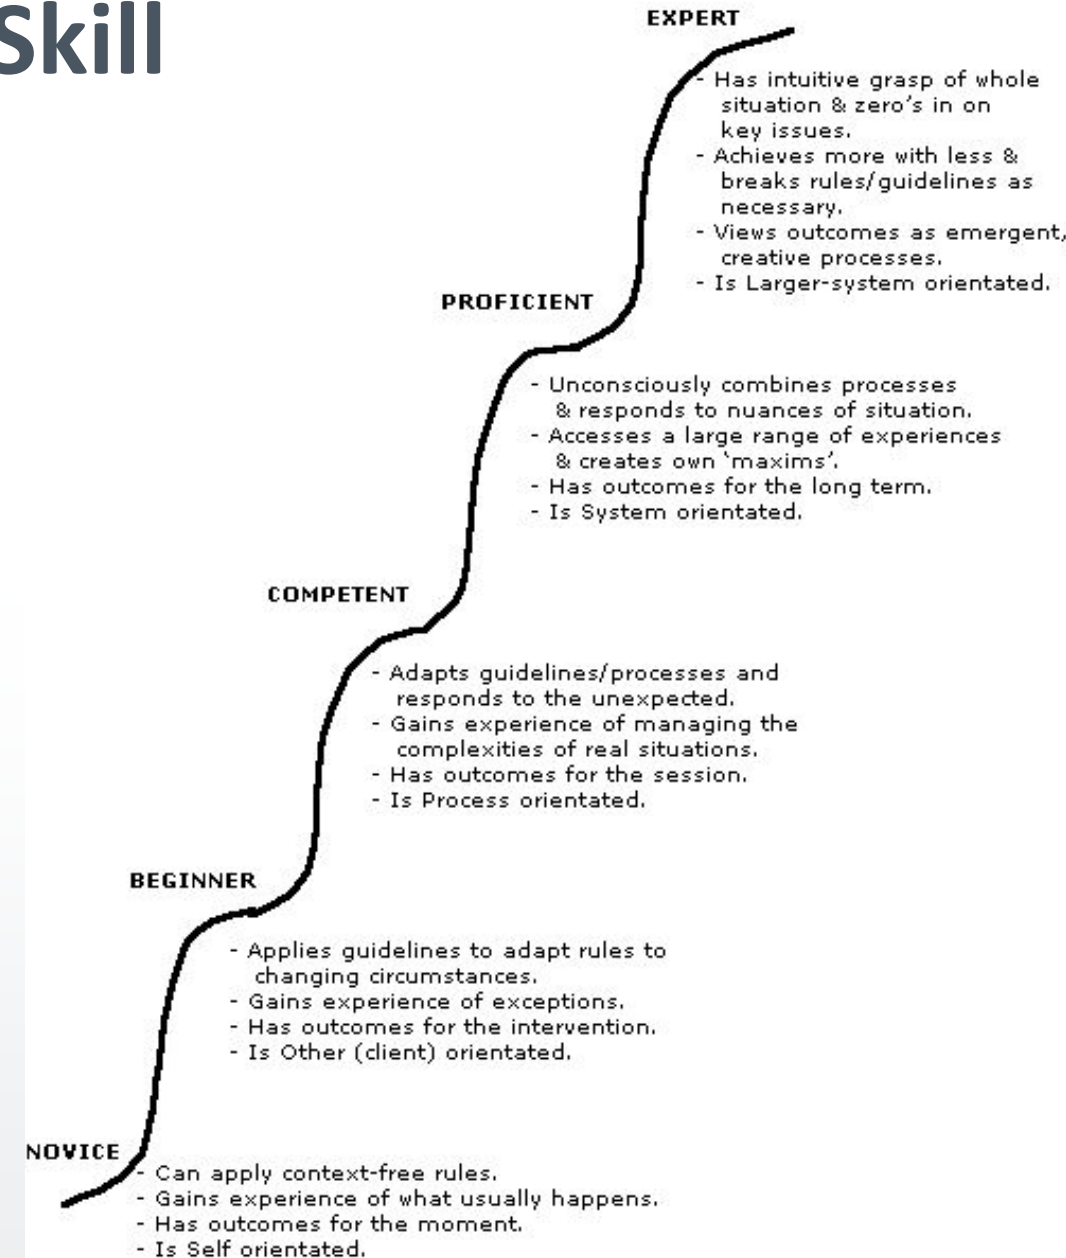 Skill
EXPERT
- Has intuitive grasp of whole
situation & zero's in on
key issues.
- Achieves more with less &
breaks rules/guidelines as
necessary.
- Views outcomes as emergent,
creative processes.
- Is Larger-system orientated.
PROFICIENT
- Unconsciously combines processes
& responds to nuances of situation.
- Accesses a large range of experiences
& creates own ‘maxims’.
- Has outcomes for the long term.
- Is System orientated.
COMPETENT
- Adapts guidelines/processes and
responds to the unexpected.
- Gains experience of managing the
complexities of real situations.
- Has outcomes for the session.
- Is Process orientated.
BEGINNER
- Applies guidelines to adapt rules to
changing circumstances.
- Gains experience of exceptions.
- Has outcomes for the intervention.
- Is Other (client) orientated.
NOVICE
- Can apply context-free rules.
- Gains experience of what usually happens.
- Has outcomes for the moment.
- Is Self orientated.